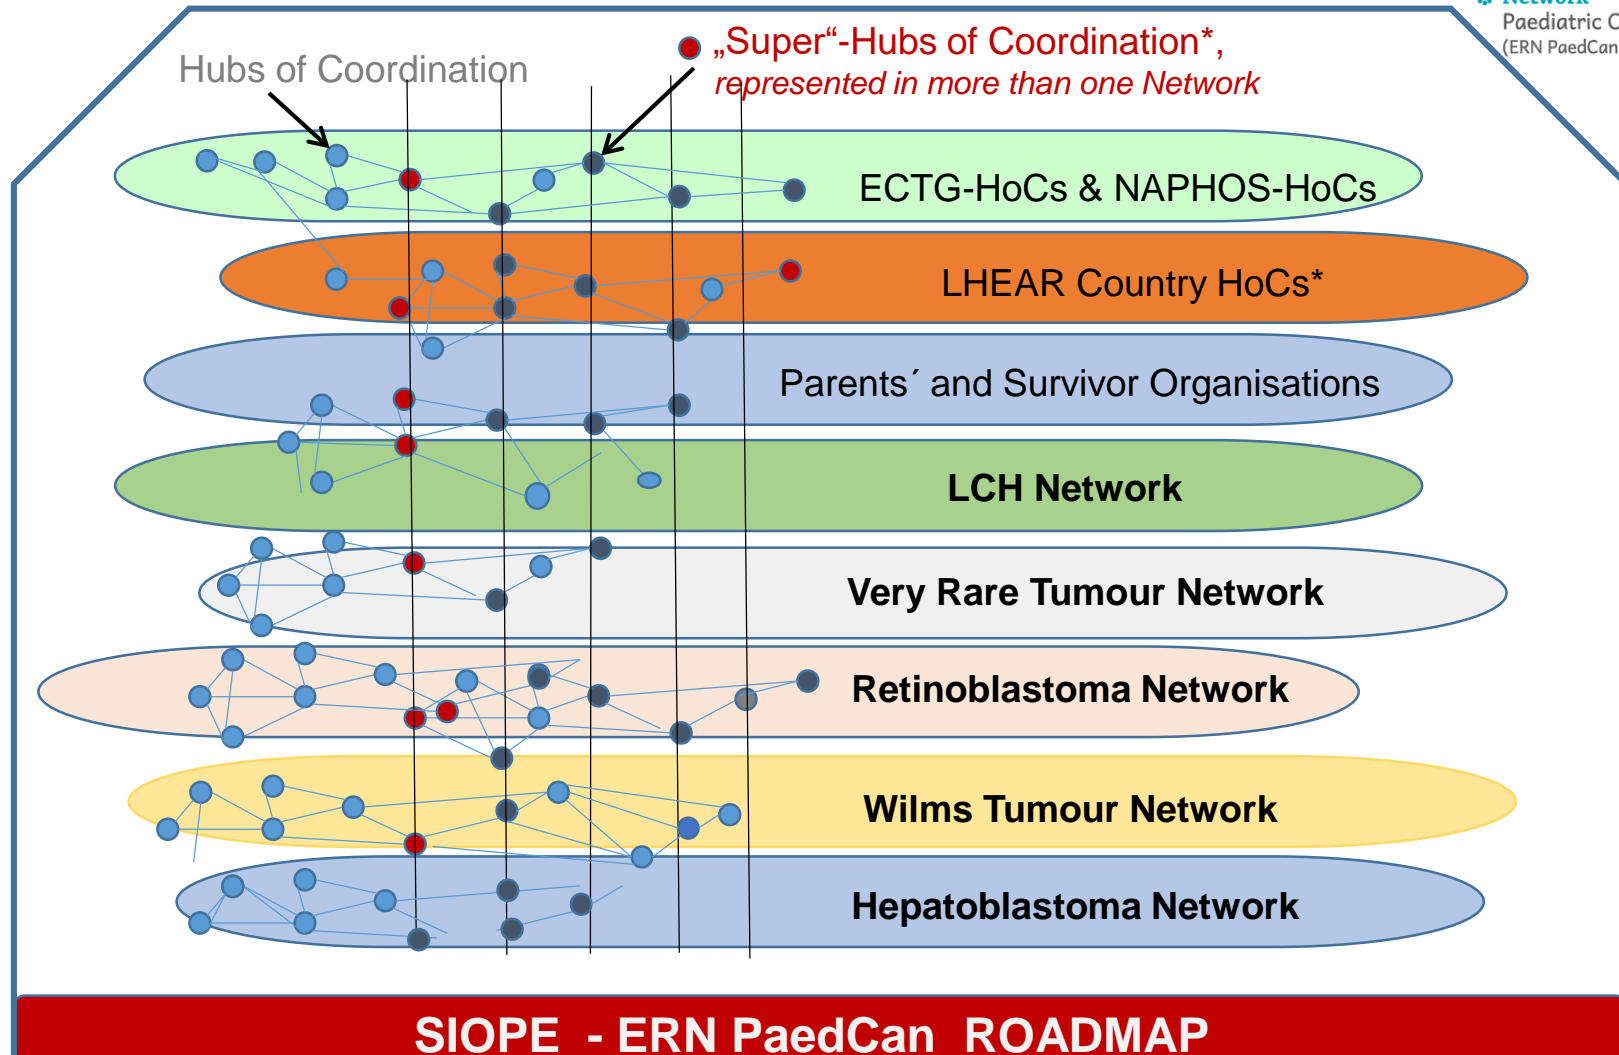 Network
Paediatric C
(ERN PaedCan
„Super“-Hubs of Coordination*,
represented in more than one Network
Hubs of Coordination
ECTG-HoCs & NAPHOS-HoCs
LHEAR Country HoCs*
Parents´ and Survivor Organisations
LCH Network
Very Rare Tumour Network
Retinoblastoma Network
Wilms Tumour Network
Hepatoblastoma Network
SIOPE - ERN PaedCan ROADMAP